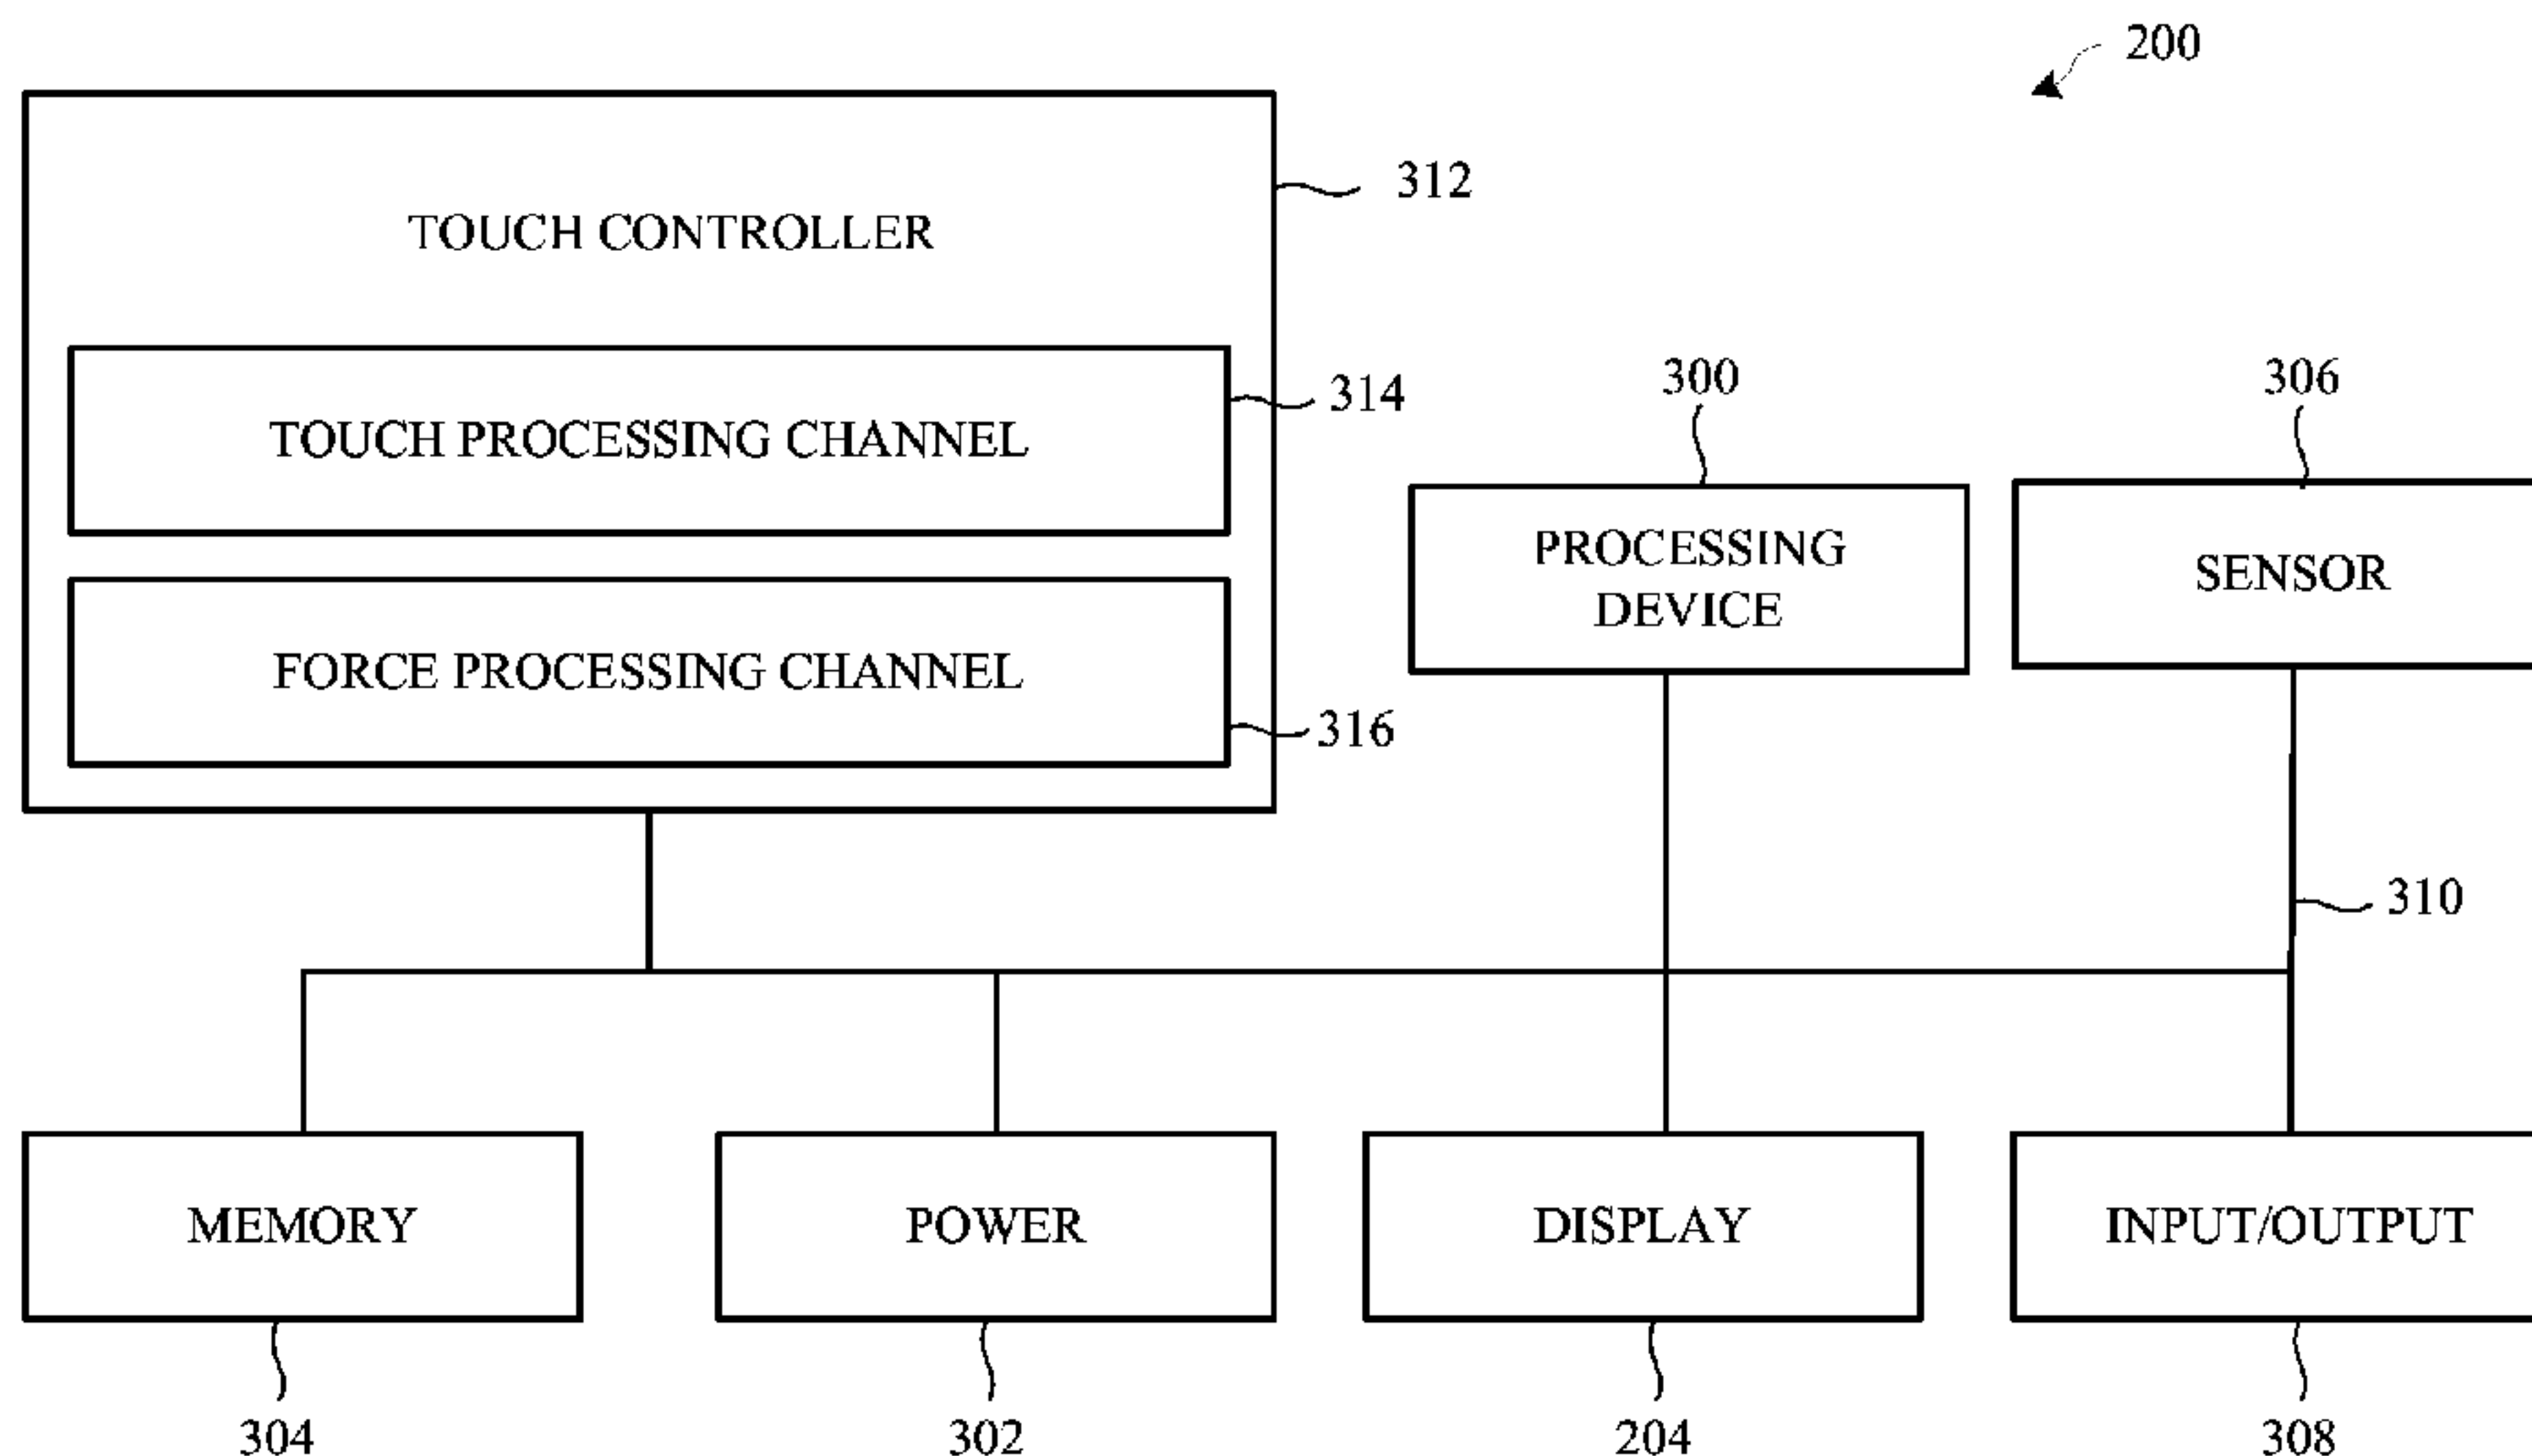 200
312
TOUCH CONTROLLER
314
TOUCH PROCESSING CHANNEL
300
306
PROCESSING
DEVICE
SENSOR
FORCE PROCESSING CHANNEL
316
310
MEMORY
POWER
DISPLAY
INPUT/OUTPUT
304
302
204
308